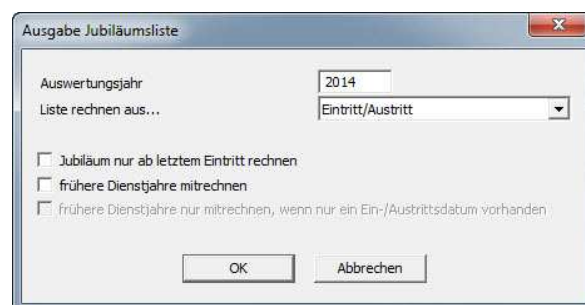 Ausgabe Jubiläumsliste
Auswertungsjahr 2014
Liste rechnen aus... Eintritt/Austritt
Jubiläum nur ab letztem Eintritt rechnen
frühere Dienstjahre mitrechnen
frühere Dienstjahre nur mitrechnen, wenn nur ein Ein-/Austrittsdatum vorhanden
OK Abbrechen